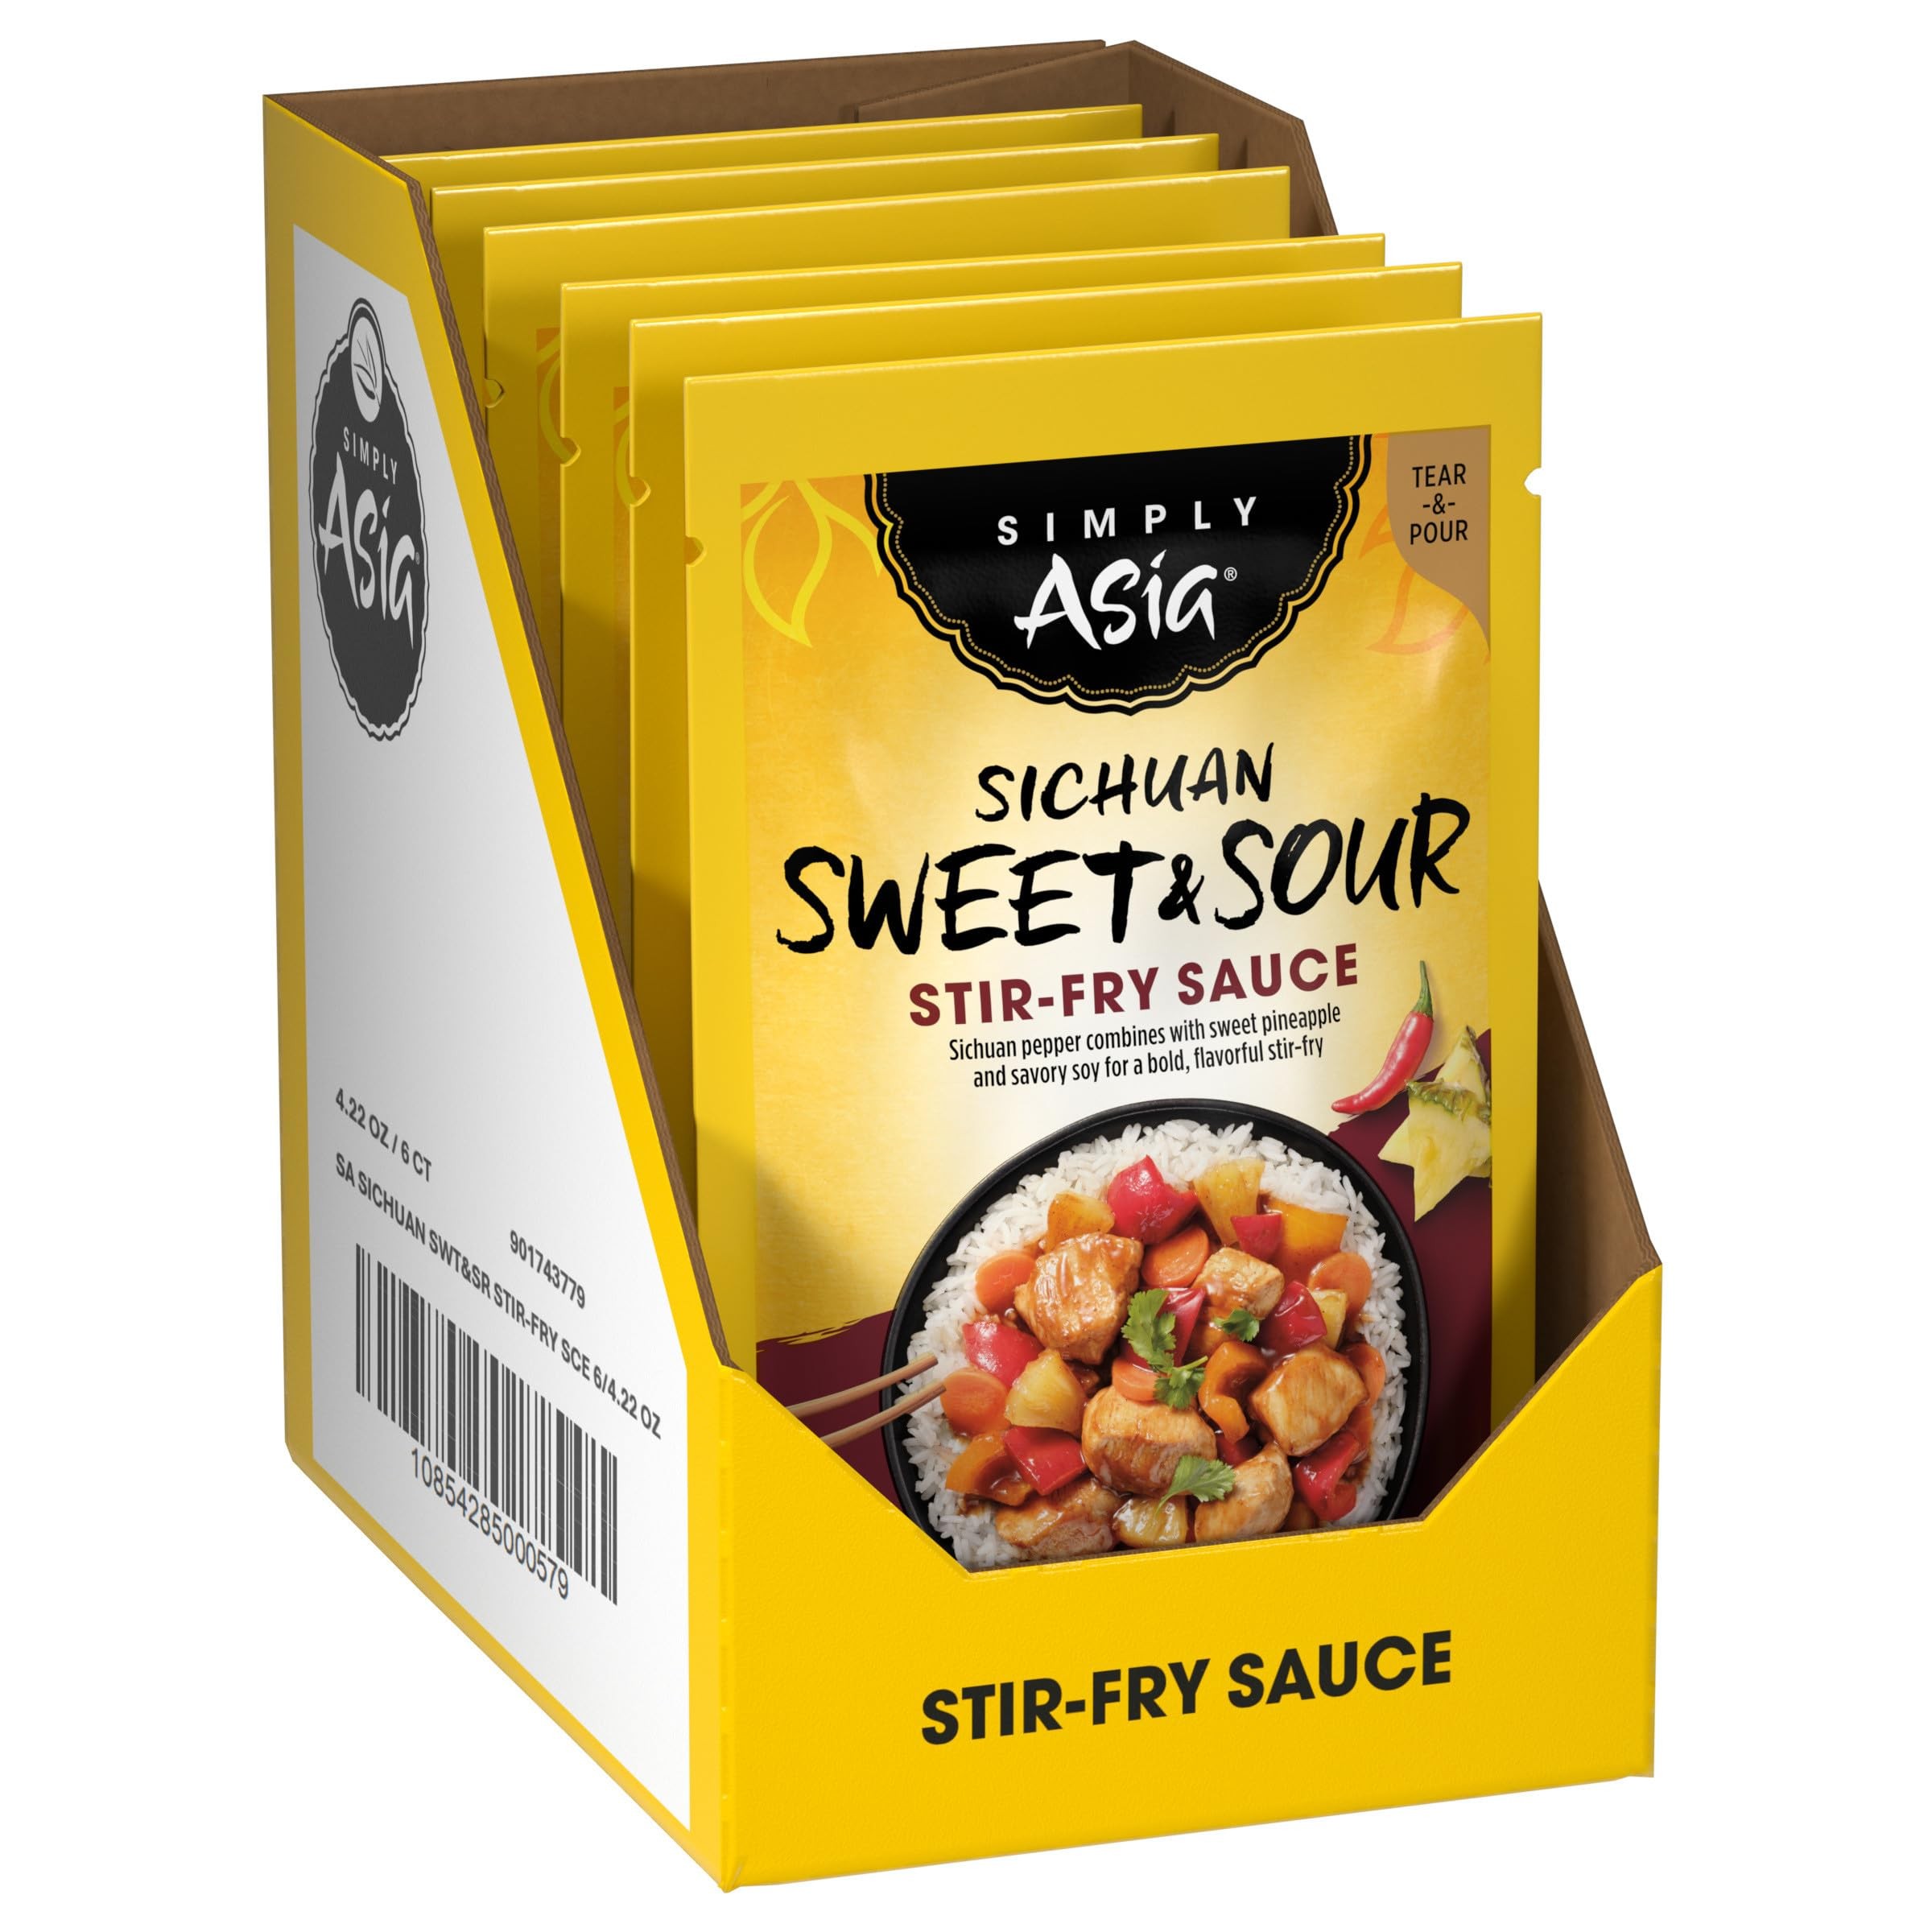 SIMPLY
Asia®
TEAR
-&-
POUR
SICHUAN
SWEET & SOUR
STIR-FRY SAUCE
Sichuan pepper combines with sweet pineapple
and savory soy for a bold, flavorful stir-fry
STIR-FRY SAUCE
SIMPLY
Asia®
4.22 OZ / 6 CT
901743779
SA SICHUAN SWT&SR STIR-FRY SCE 6/4.22 OZ
10854285000579